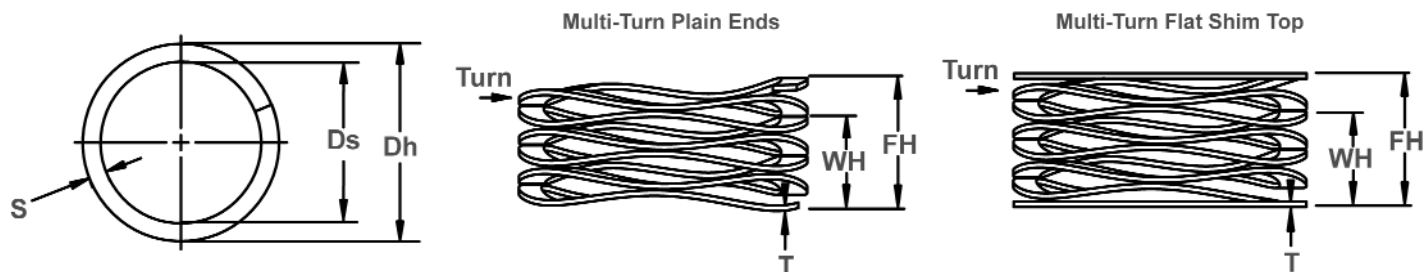 Multi-Turn Plain Ends
Multi-Turn Flat Shim Top
Ds
Dh
S
Turn
WH
FH
T
Turn
WH
FH
T